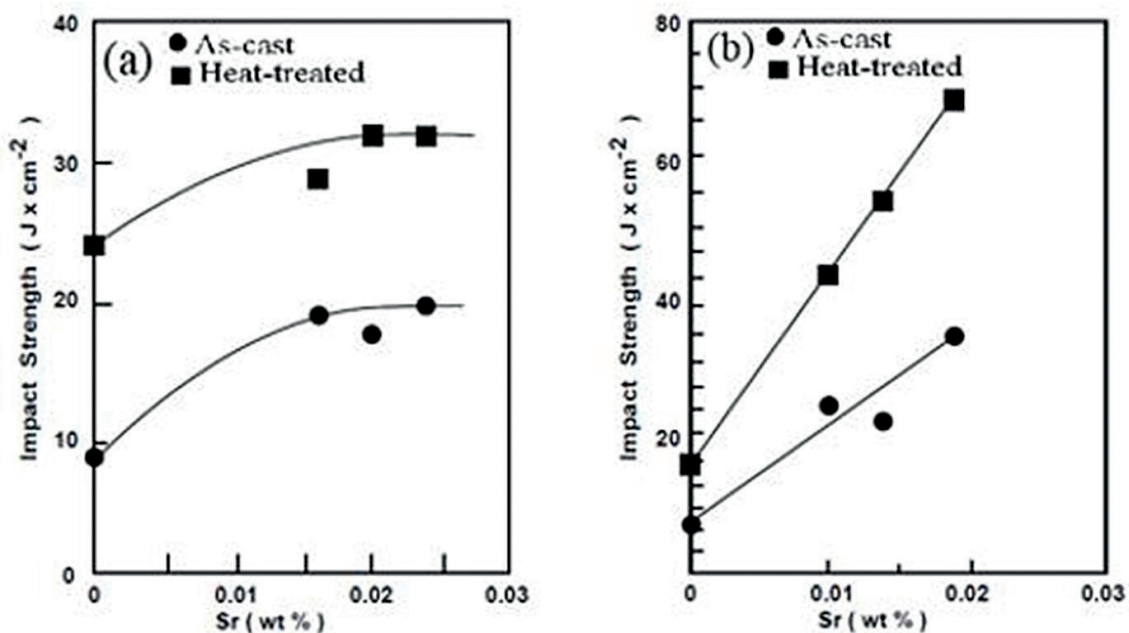 40
30
20
10
0
0
0.01
0.02
0.03
Impact Strength ( J x cm-2 )
Sr ( wt % )
(a)
As-cast
Heat-treated
80
60
40
20
0
0.01
0.02
0.03
Impact Strength ( J x cm-2 )
Sr ( wt % )
(b)
As-cast
Heat-treated